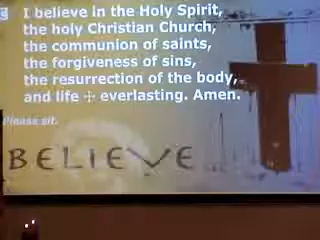 C I believe in the Holy Spirit,
the holy Christian Church,
the communion of saints,
the forgiveness of sins,
the resurrection of the body,
and life ☩ everlasting. Amen.
Please sit.
BELIEVE